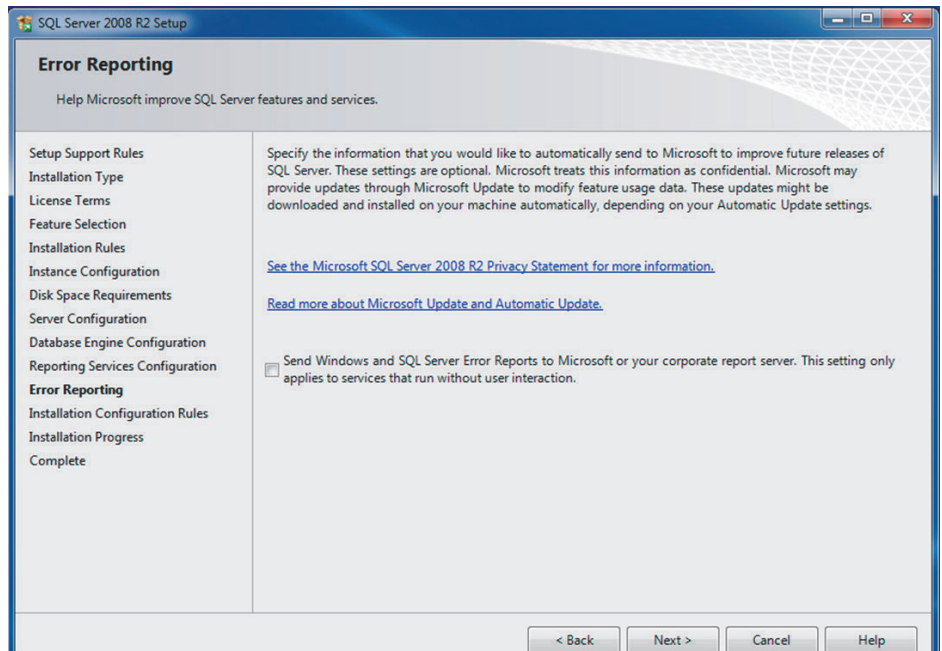 SQL Server 2008 R2 Setup
Error Reporting
Help Microsoft improve SQL Server features and services.
Setup Support Rules
Installation Type
License Terms
Feature Selection
Installation Rules
Instance Configuration
Disk Space Requirements
Server Configuration
Database Engine Configuration
Reporting Services Configuration
Error Reporting
Installation Configuration Rules
Installation Progress
Complete
Specify the information that you would like to automatically send to Microsoft to improve future releases of
SQL Server. These settings are optional. Microsoft treats this information as confidential. Microsoft may
provide updates through Microsoft Update to modify feature usage data. These updates might be
downloaded and installed on your machine automatically, depending on your Automatic Update settings.
See the Microsoft SQL Server 2008 R2 Privacy Statement for more information.
Read more about Microsoft Update and Automatic Update.
Send Windows and SQL Server Error Reports to Microsoft or your corporate report server. This setting only
applies to services that run without user interaction.
< Back
Next >
Cancel
Help